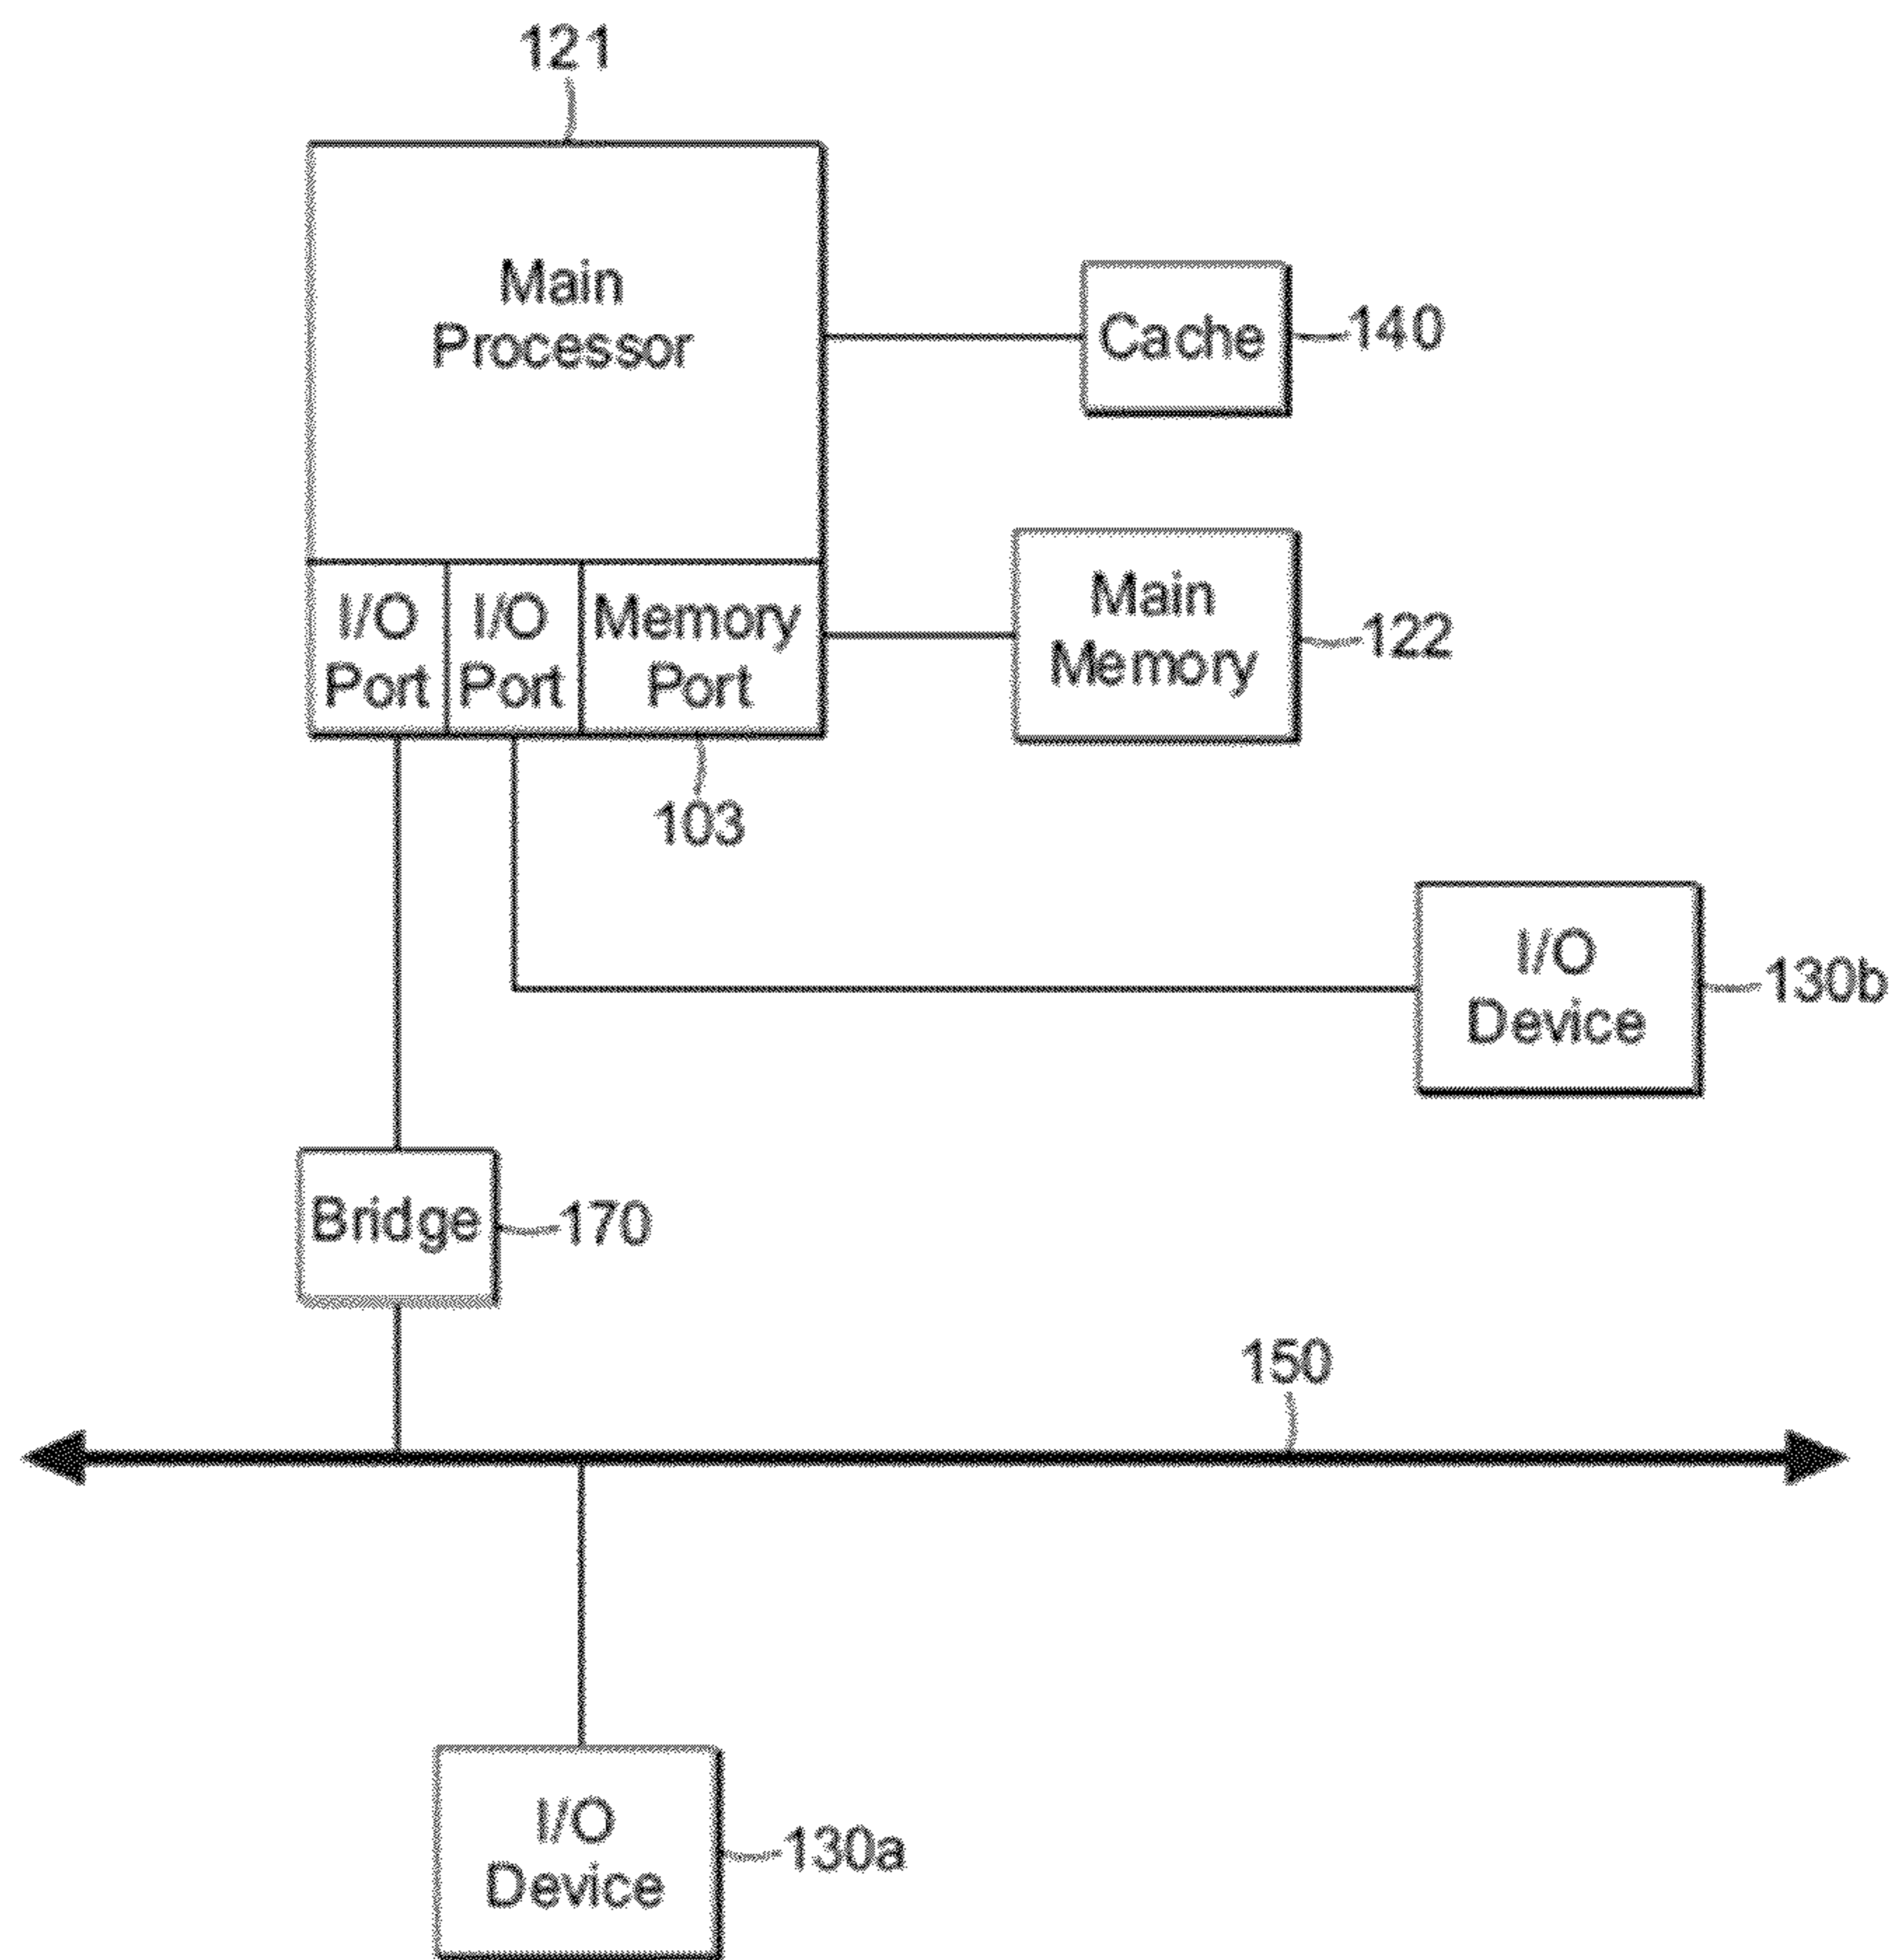 121
Main
Processor
Cache
140
I/O
Port
I/O
Port
Memory
Port
Main
Memory
122
103
I/O
Device
130b
Bridge
170
150
I/O
Device
130a